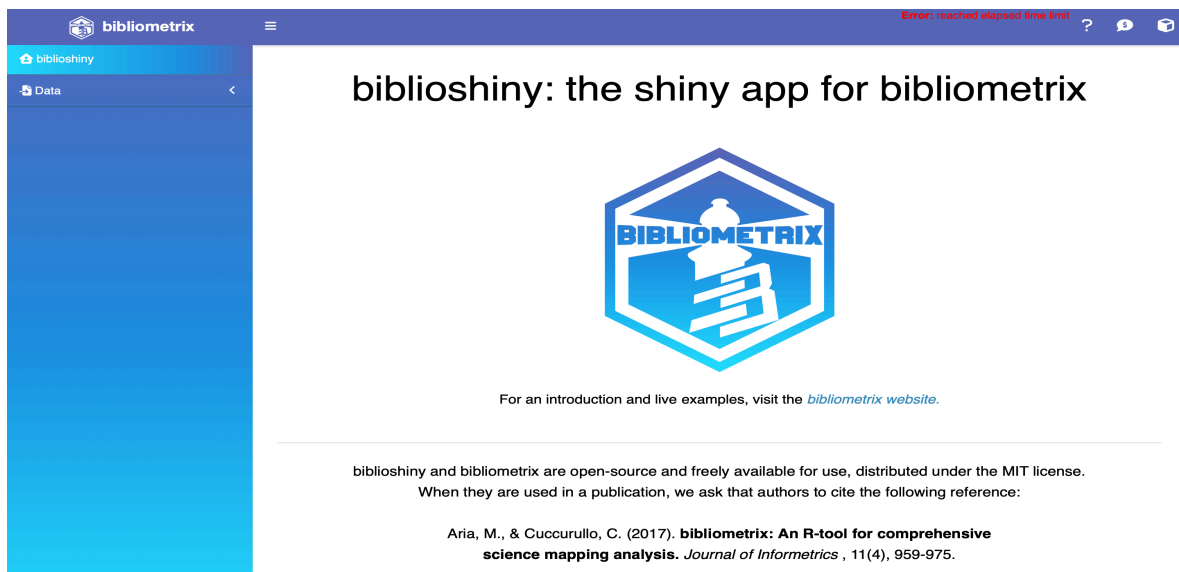 bibliometrix
Error: reached elapsed time limit
?
biblioshiny
Data
biblioshiny: the shiny app for bibliometrix
BIBLIOMETRIX
For an introduction and live examples, visit the bibliometrix website.
biblioshiny and bibliometrix are open-source and freely available for use, distributed under the MIT license.
When they are used in a publication, we ask that authors to cite the following reference:
Aria, M., & Cuccurullo, C. (2017). bibliometrix: An R-tool for comprehensive
science mapping analysis. Journal of Informetrics , 11(4), 959-975.